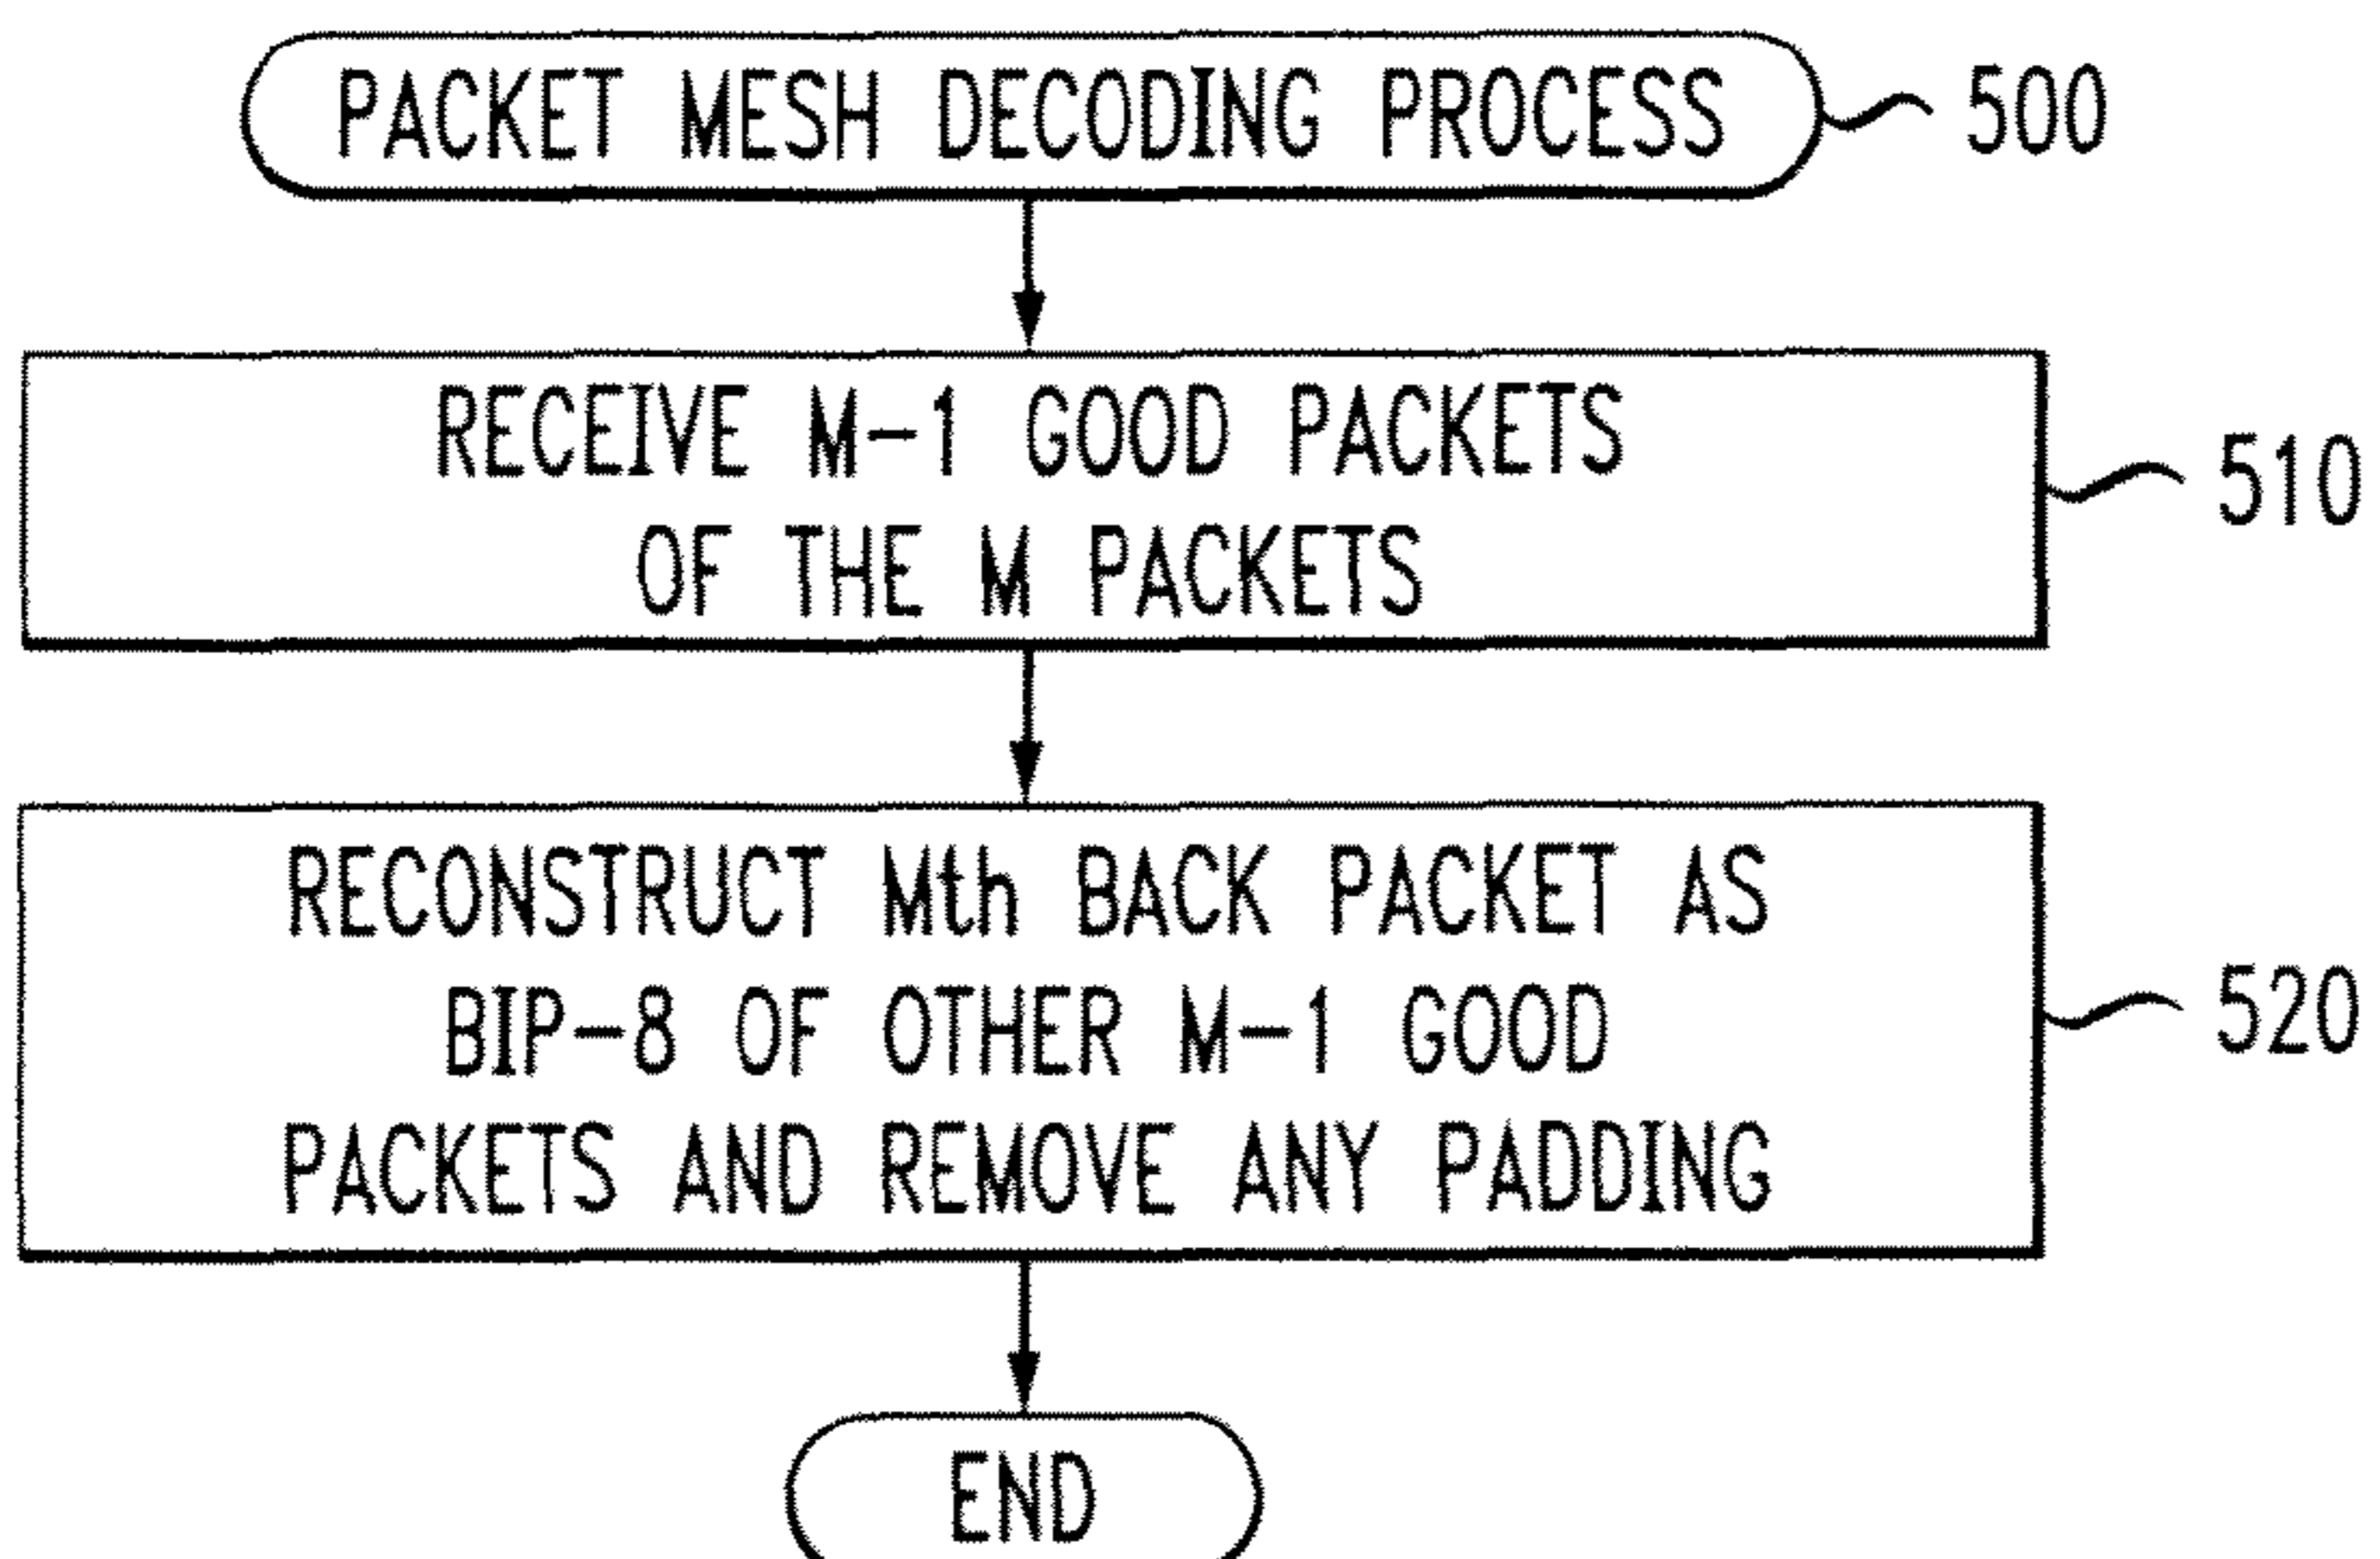 PACKET MESH DECODING PROCESS 500
RECEIVE M-1 GOOD PACKETS
OF THE M PACKETS
510
RECONSTRUCT Mth BACK PACKET AS
BIP-8 OF OTHER M-1 GOOD
PACKETS AND REMOVE ANY PADDING
520
END